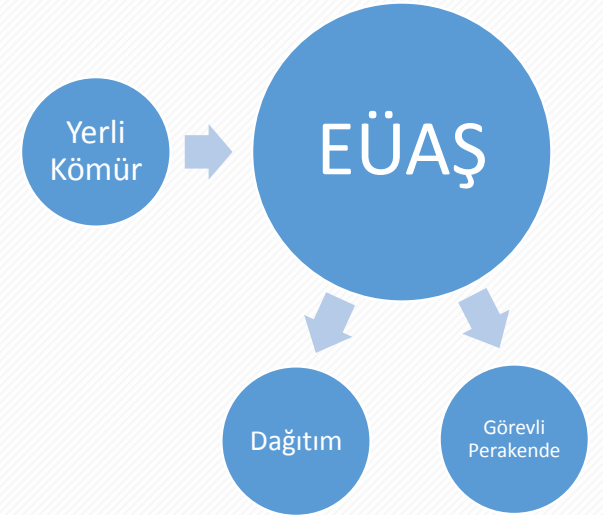 Yerli
Kömür
EÜAŞ
Dağıtım
Görevli
Perakende